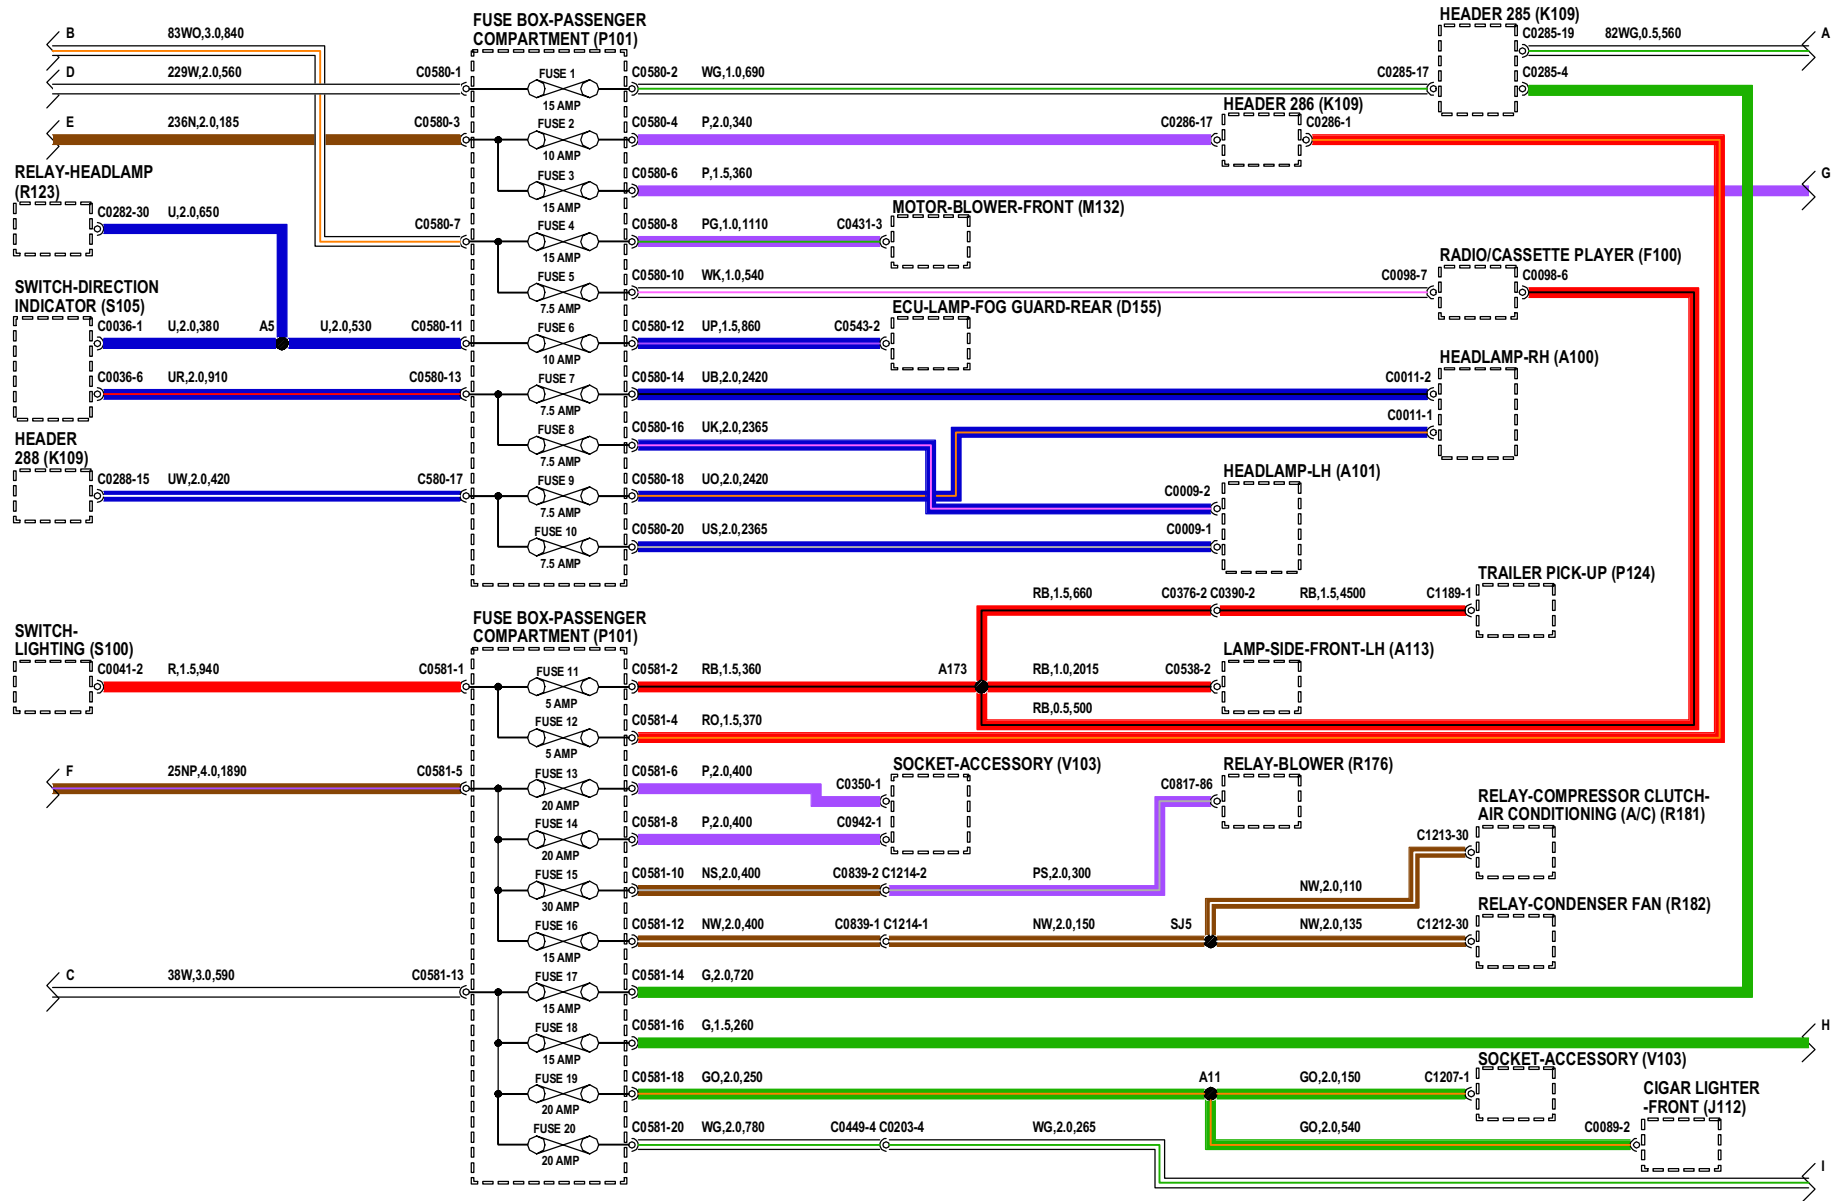 FUSE BOX-PASSENGER
COMPARTMENT (P101)
HEADER 285 (K109)
B 83WO,3.0,840
C0285-19 82WG,0.5,560 A
D 229W,2.0,560 C0580-1 FUSE 1 15 AMP C0580-2 WG,1.0,690 C0285-17 C0285-4
HEADER 286 (K109)
E 236N,2.0,185 C0580-3 FUSE 2 10 AMP C0580-4 P,2.0,340 C0286-17 C0286-1
RELAY-HEADLAMP
(R123)
FUSE 3 15 AMP C0580-6 P,1.5,360 G
C0282-30 U,2.0,650
MOTOR-BLOWER-FRONT (M132)
C0580-7 FUSE 4 15 AMP C0580-8 PG,1.0,1110 C0431-3
RADIO/CASSETTE PLAYER (F100)
FUSE 5 7.5 AMP C0580-10 WK,1.0,540 C0098-7 C0098-6
SWITCH-DIRECTION
INDICATOR (S105)
ECU-LAMP-FOG GUARD-REAR (D155)
C0036-1 U,2.0,380 A5 U,2.0,530 C0580-11 FUSE 6 10 AMP C0580-12 UP,1.5,860 C0543-2
HEADLAMP-RH (A100)
C0036-6 UR,2.0,910 C0580-13 FUSE 7 7.5 AMP C0580-14 UB,2.0,2420 C0011-2
C0011-1
FUSE 8 7.5 AMP C0580-16 UK,2.0,2365
HEADER
288 (K109)
HEADLAMP-LH (A101)
C0288-15 UW,2.0,420 C580-17 FUSE 9 7.5 AMP C0580-18 UO,2.0,2420 C0009-2
FUSE 10 7.5 AMP C0580-20 US,2.0,2365 C0009-1
TRAILER PICK-UP (P124)
RB,1.5,660 C0376-2 C0390-2 RB,1.5,4500 C1189-1
FUSE BOX-PASSENGER
COMPARTMENT (P101)
SWITCH-
LIGHTING (S100)
LAMP-SIDE-FRONT-LH (A113)
C0041-2 R,1.5,940 C0581-1 FUSE 11 5 AMP C0581-2 RB,1.5,360 A173 RB,1.0,2015 C0538-2
RB,0.5,500
FUSE 12 5 AMP C0581-4 RO,1.5,370
SOCKET-ACCESSORY (V103)
RELAY-BLOWER (R176)
F 25NP,4.0,1890 C0581-5 FUSE 13 20 AMP C0581-6 P,2.0,400 C0350-1 C0817-86
RELAY-COMPRESSOR CLUTCH-
AIR CONDITIONING (A/C) (R181)
FUSE 14 20 AMP C0581-8 P,2.0,400 C0942-1 C1213-30
FUSE 15 30 AMP C0581-10 NS,2.0,400 C0839-2 C1214-2 PS,2.0,300 NW,2.0,110
RELAY-CONDENSER FAN (R182)
FUSE 16 15 AMP C0581-12 NW,2.0,400 C0839-1 C1214-1 NW,2.0,150 SJ5 NW,2.0,135 C1212-30
C 38W,3.0,590 C0581-13 FUSE 17 15 AMP C0581-14 G,2.0,720
FUSE 18 15 AMP C0581-16 G,1.5,260 H
SOCKET-ACCESSORY (V103)
FUSE 19 20 AMP C0581-18 GO,2.0,250 A11 GO,2.0,150 C1207-1
CIGAR LIGHTER
-FRONT (J112)
FUSE 20 20 AMP C0581-20 WG,2.0,780 C0449-4 C0203-4 WG,2.0,265 GO,2.0,540 C0089-2
I